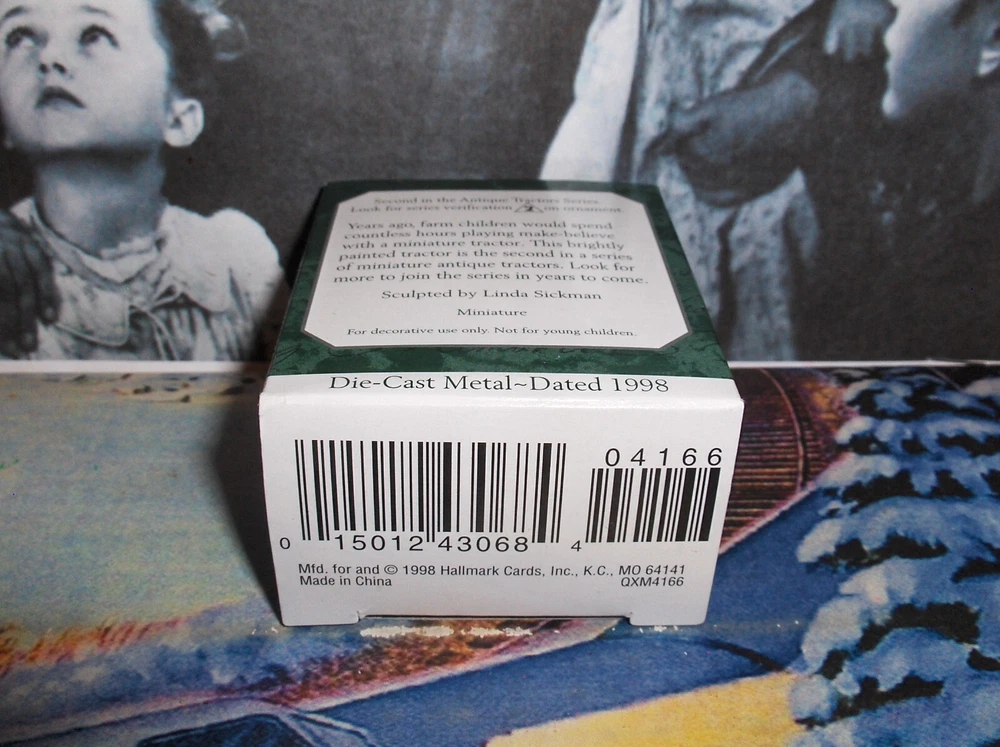 Second in the Antique Tractors Series
Look for series verification on ornament.
Years ago, farm children would spend
countless hours playing make-believe
with a miniature tractor. This brightly
painted tractor is the second in a series
of miniature antique tractors. Look for
more to join the series in years to come.
Sculpted by Linda Sickman
Miniature
For decorative use only. Not for young children.
Die-Cast Metal~Dated 1998
04166
0 15012 43068 4
Mfd. for and © 1998 Hallmark Cards, Inc., K.C., MO 64141
Made in China QXM4166